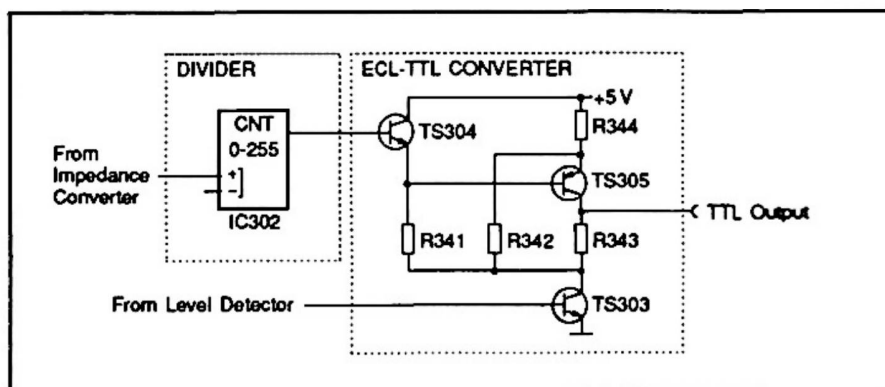 DIVIDER
ECL-TTL CONVERTER
+5 V
CNT
0-255
TS304
R344
From
Impedance
Converter
+
-
IC302
TS305
TTL Output
R341
R342
R343
From Level Detector
TS303